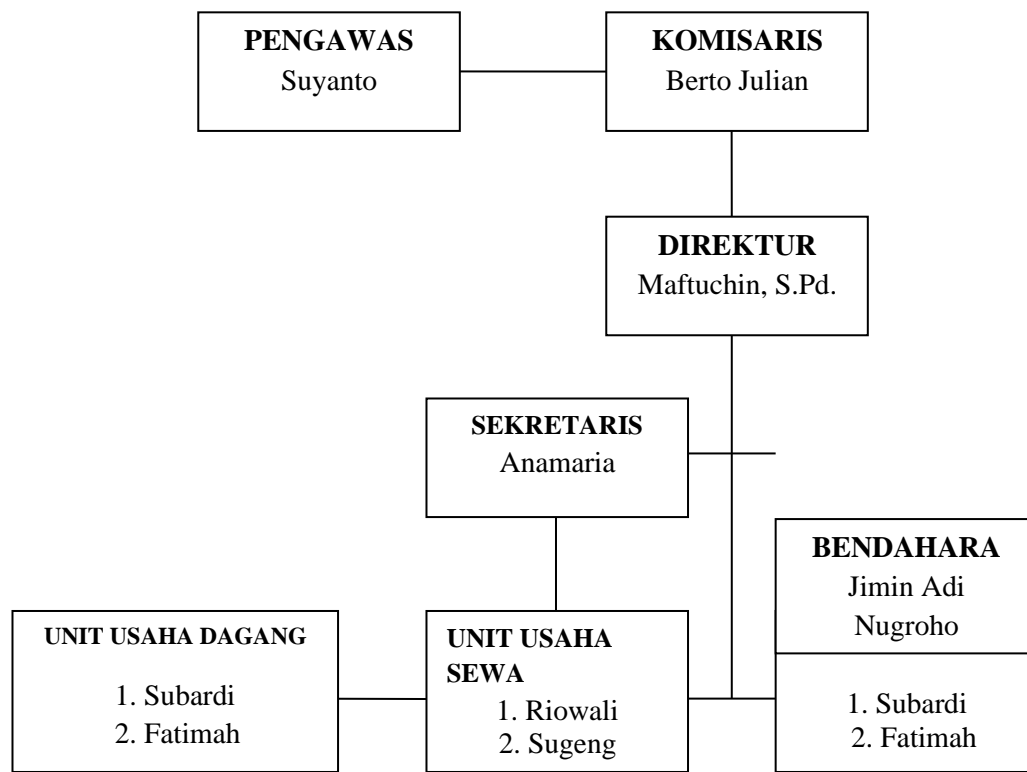 PENGAWAS
Suyanto
KOMISARIS
Berto Julian
DIREKTUR
Maftuchin, S.Pd.
SEKRETARIS
Anamaria
BENDAHARA
Jimin Adi
Nugroho
UNIT USAHA DAGANG
1. Subardi
2. Fatimah
UNIT USAHA
SEWA
1. Riowali
2. Sugeng
1. Subardi
2. Fatimah